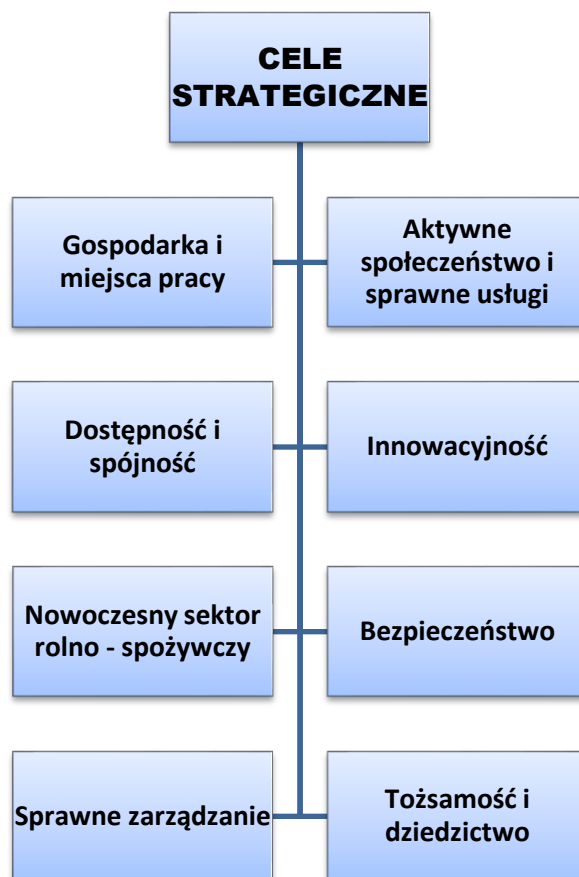 CELE
STRATEGICZNE
Gospodarka i
miejsca pracy
Aktywne
społeczeństwo i
sprawne usługi
Dostępność i
spójność
Innowacyjność
Nowoczesny sektor
rolno - spożywczy
Bezpieczeństwo
Sprawne zarządzanie
Tożsamość i
dziedzictwo